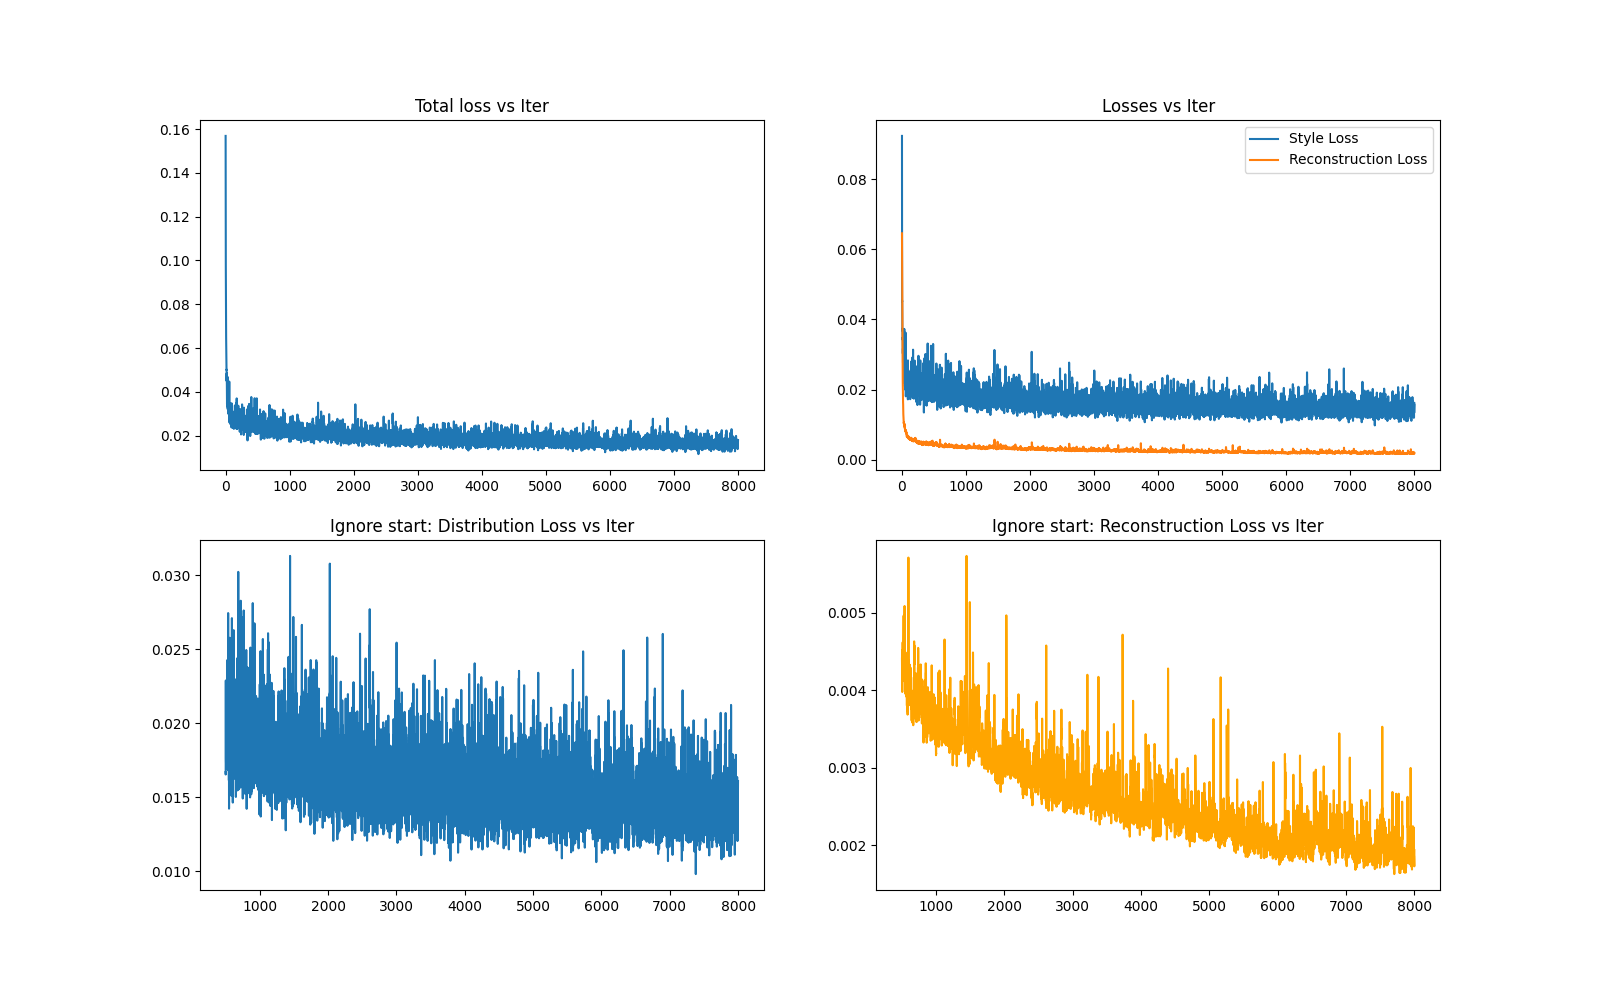 Total loss vs Iter
0.16
0.14
0.12
0.10
0.08
0.06
0.04
0.02
0 1000 2000 3000 4000 5000 6000 7000 8000
Losses vs Iter
Style Loss
Reconstruction Loss
0.08
0.06
0.04
0.02
0.00
0 1000 2000 3000 4000 5000 6000 7000 8000
Ignore start: Distribution Loss vs Iter
0.030
0.025
0.020
0.015
0.010
1000 2000 3000 4000 5000 6000 7000 8000
Ignore start: Reconstruction Loss vs Iter
0.005
0.004
0.003
0.002
1000 2000 3000 4000 5000 6000 7000 8000